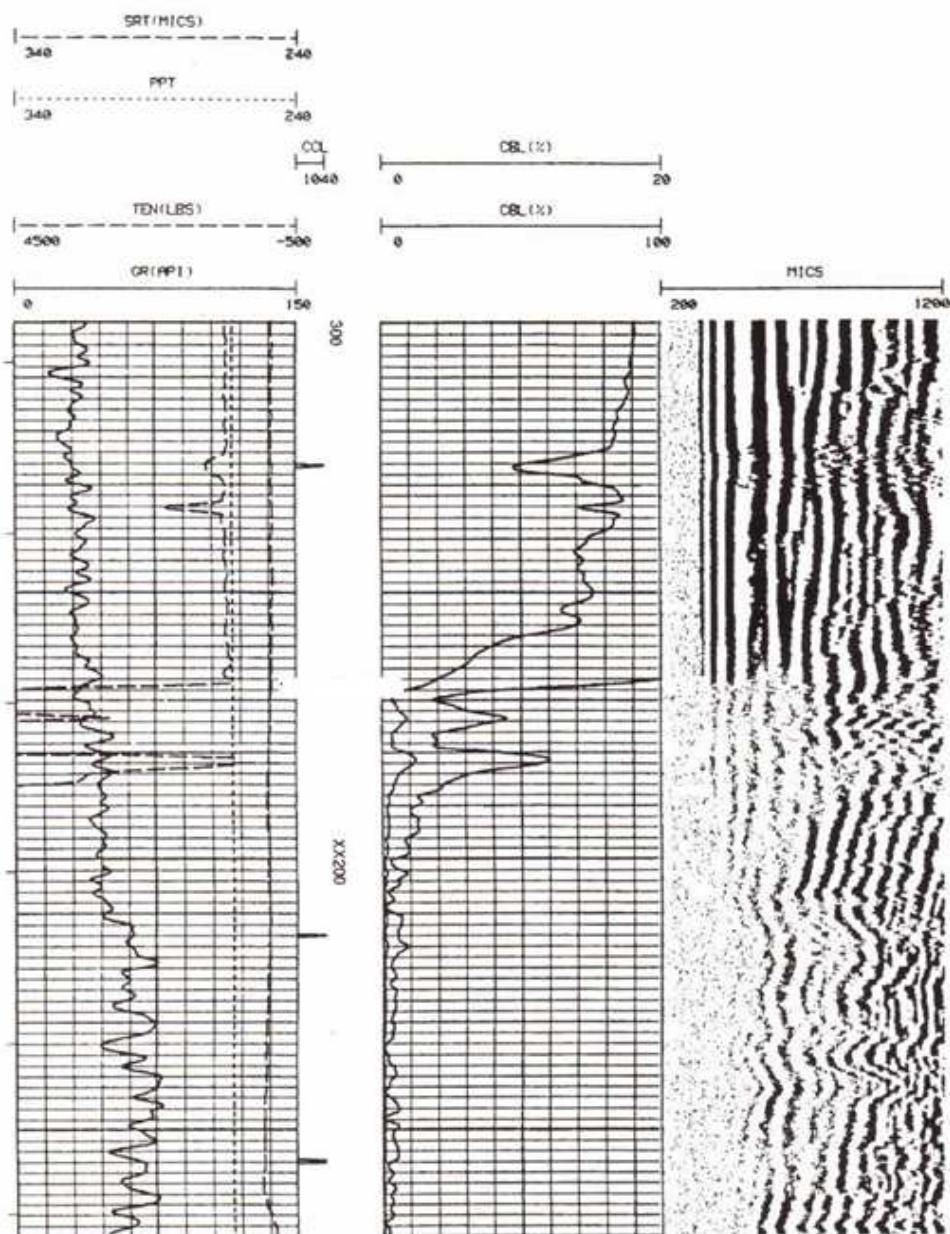 SRT(MICS)
340 240
PPT
340 240
CCL CBL(%)
1040 0 20
TEN(LBS) CBL(%)
4500 -500 0 100
GR(API) MICS
0 150 200 1200
300
XX200